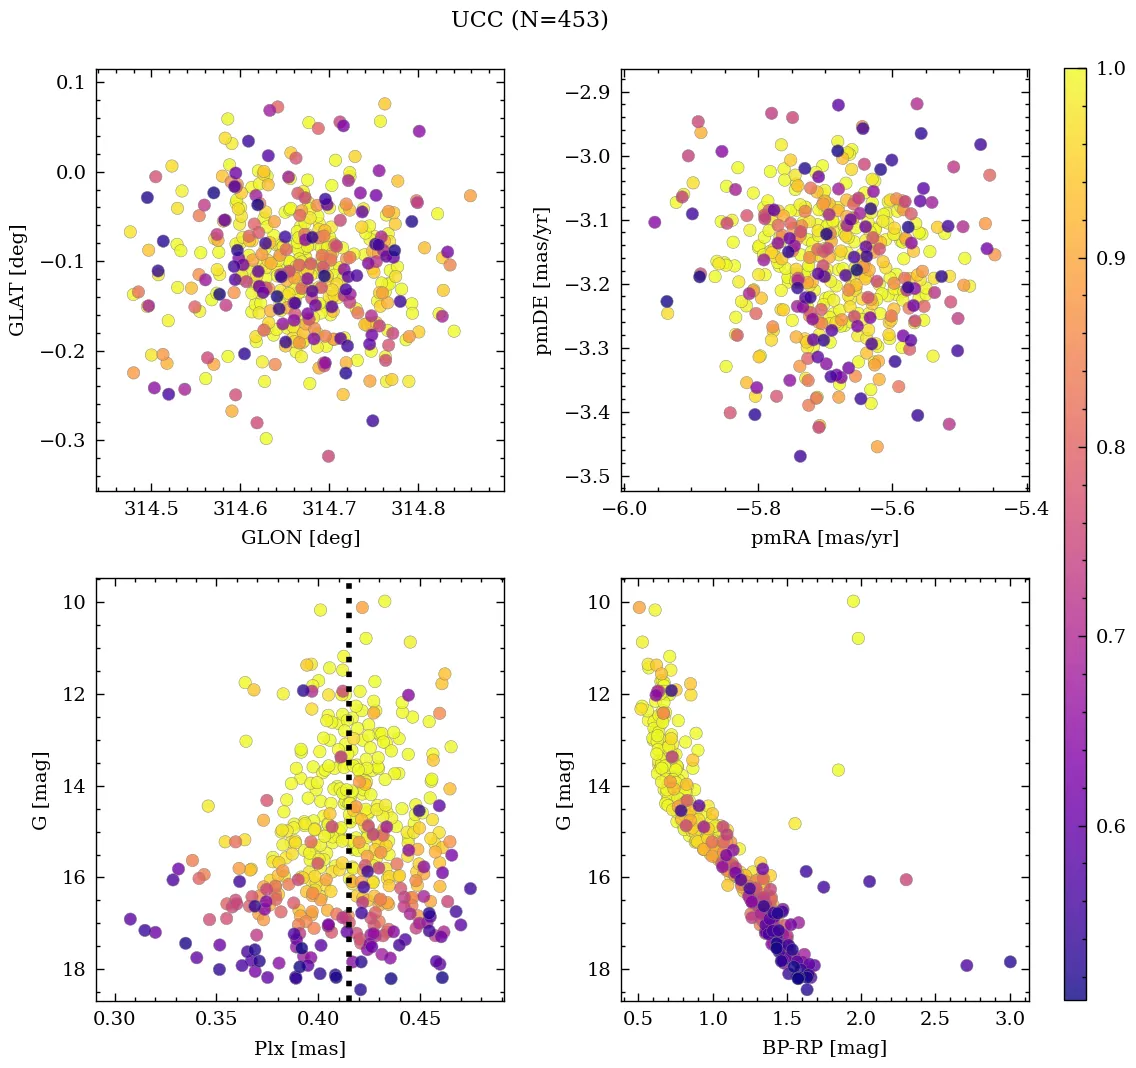 UCC (N=453)
0.1
0.0
−0.1
−0.2
−0.3
GLAT [deg]
314.5 314.6 314.7 314.8
GLON [deg]
−2.9
−3.0
−3.1
−3.2
−3.3
−3.4
−3.5
pmDE [mas/yr]
−6.0 −5.8 −5.6 −5.4
pmRA [mas/yr]
1.0
0.9
0.8
0.7
0.6
10
12
14
16
18
G [mag]
0.30 0.35 0.40 0.45
Plx [mas]
10
12
14
16
18
G [mag]
0.5 1.0 1.5 2.0 2.5 3.0
BP-RP [mag]